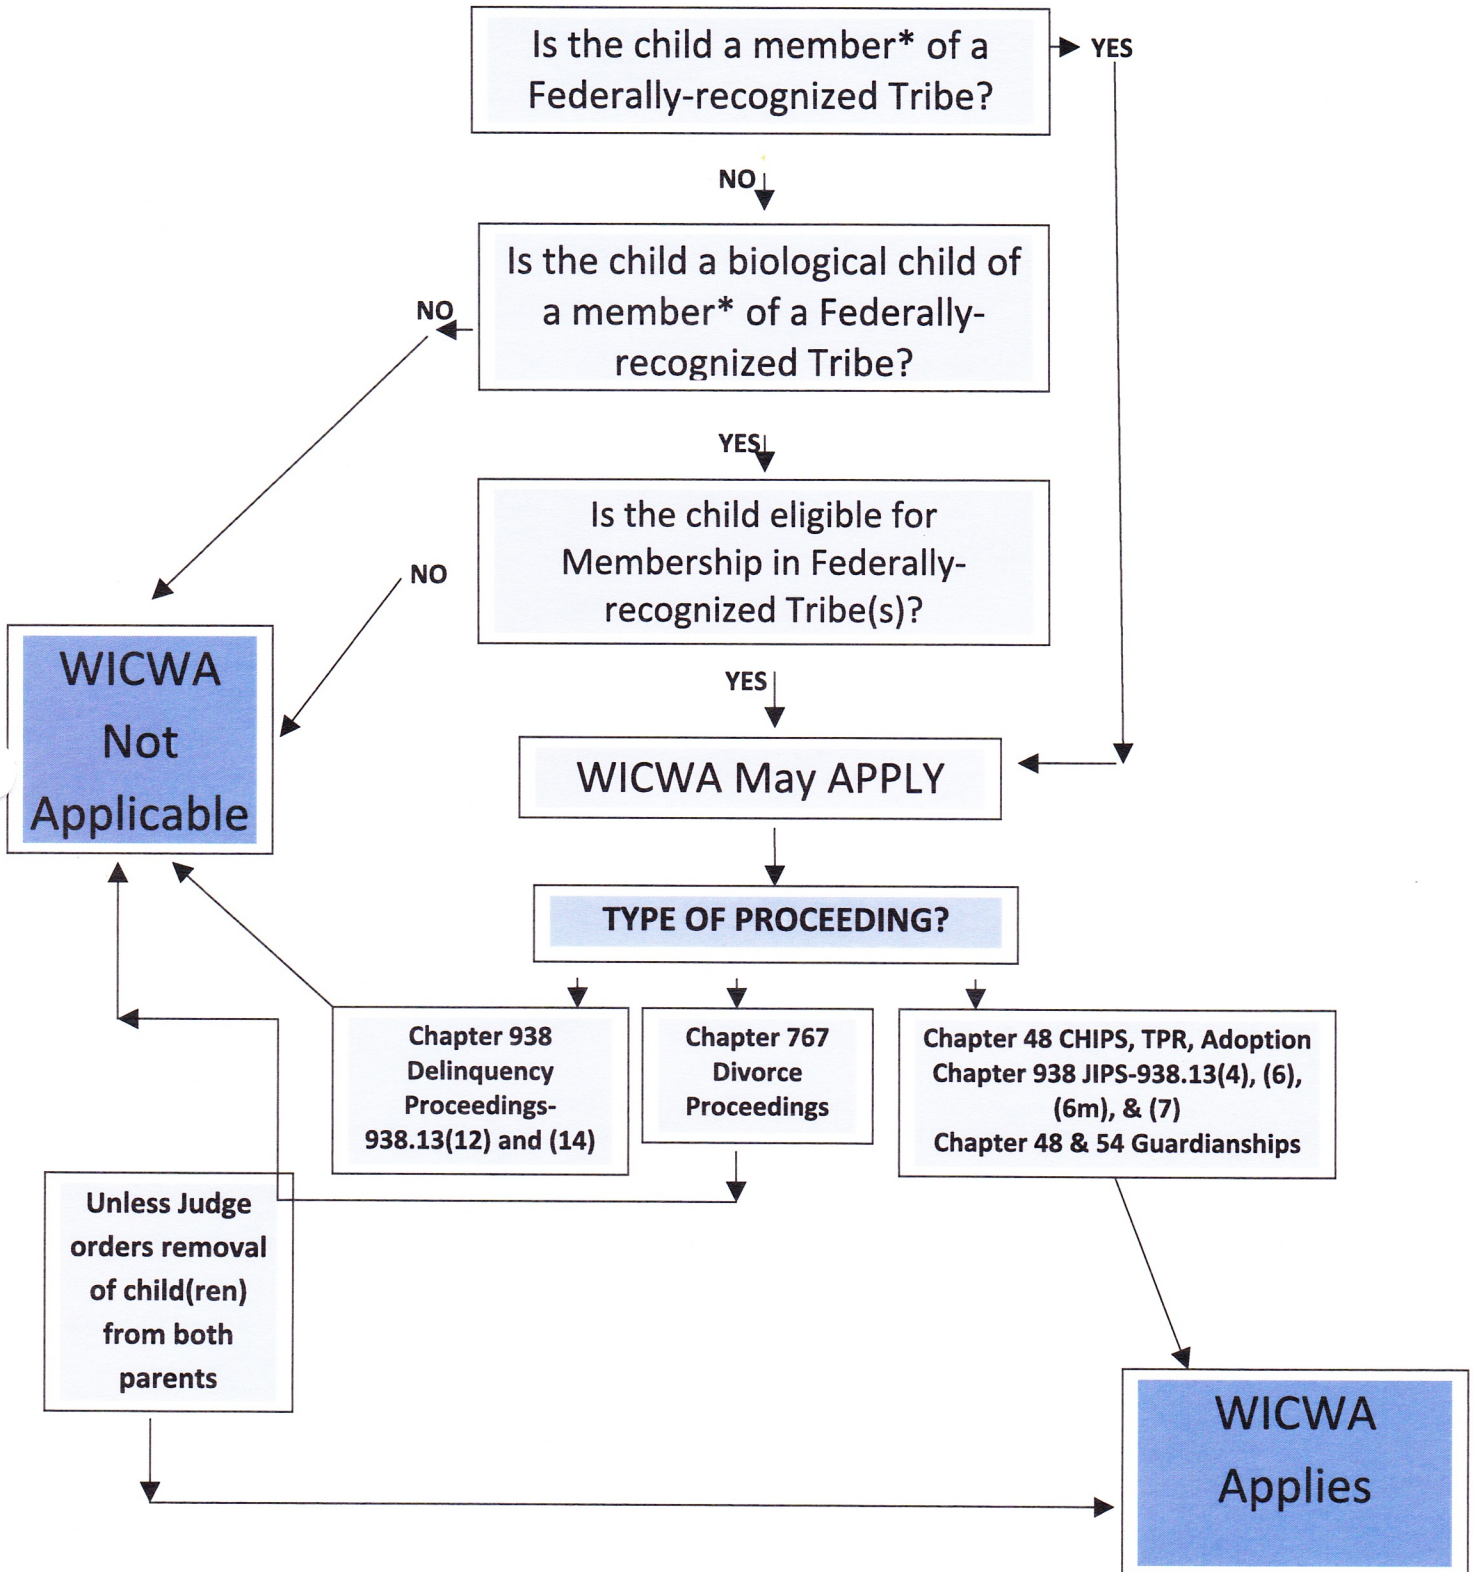 Is the child a member* of a
Federally-recognized Tribe?
YES
NO
Is the child a biological child of
a member* of a Federally-
recognized Tribe?
NO
YES
Is the child eligible for
Membership in Federally-
recognized Tribe(s)?
NO
YES
WICWA
Not
Applicable
WICWA May APPLY
TYPE OF PROCEEDING?
Chapter 938
Delinquency
Proceedings-
938.13(12) and (14)
Chapter 767
Divorce
Proceedings
Chapter 48 CHIPS, TPR, Adoption
Chapter 938 JIPS-938.13(4), (6),
(6m), & (7)
Chapter 48 & 54 Guardianships
Unless Judge
orders removal
of child(ren)
from both
parents
WICWA
Applies